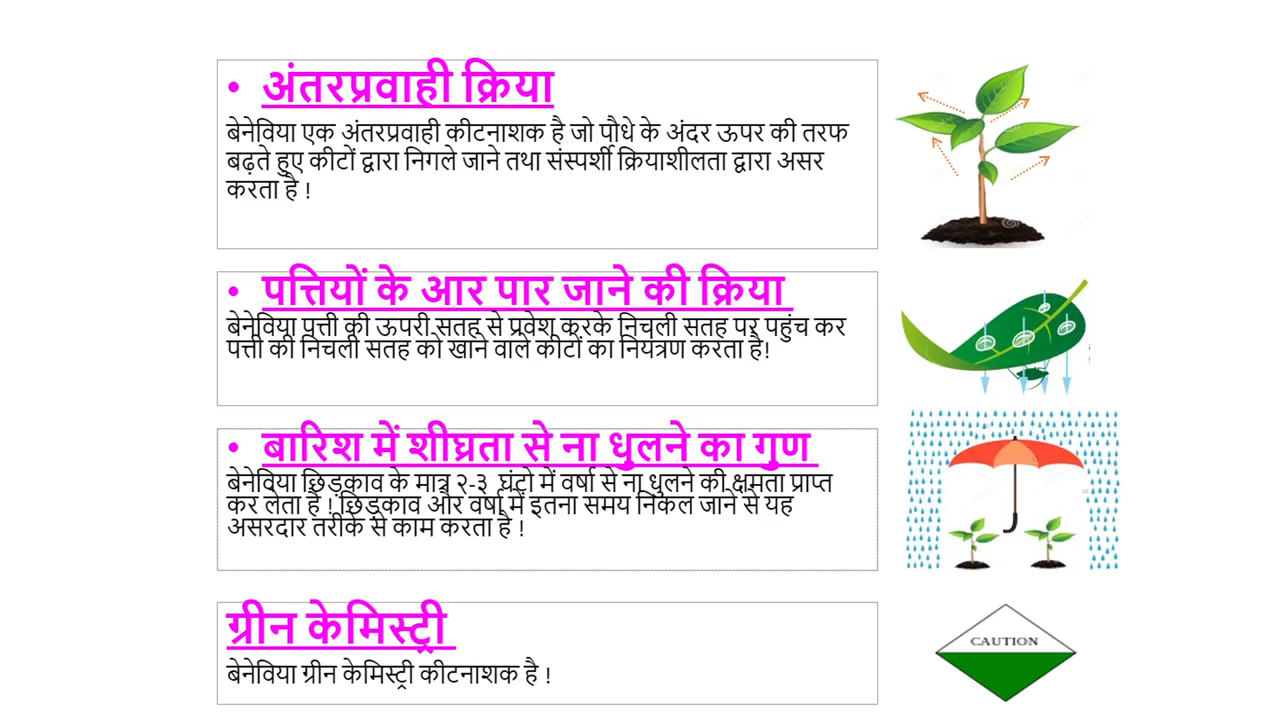 • अंतरप्रवाही क्रिया
बेनेविया एक अंतरप्रवाही कीटनाशक है जो पौधे के अंदर ऊपर की तरफ
बढ़ते हुए कीटों द्वारा निगले जाने तथा संस्पर्शी क्रियाशीलता द्वारा असर
करता है !
• पत्तियों के आर पार जाने की क्रिया
बेनेविया पत्ती की ऊपरी सतह से प्रवेश करके निचली सतह पर पहुंच कर
पत्ती की निचली सतह को खाने वाले कीटों का नियंत्रण करता है!
• बारिश में शीघ्रता से ना धुलने का गुण
बेनेविया छिड़काव के मात्र २-३ घंटो में वर्षा से ना धुलने की क्षमता प्राप्त
कर लेता है ! छिड़काव और वर्षा में इतना समय निकल जाने से यह
असरदार तरीके से काम करता है !
ग्रीन केमिस्ट्री
बेनेविया ग्रीन केमिस्ट्री कीटनाशक है !
CAUTION